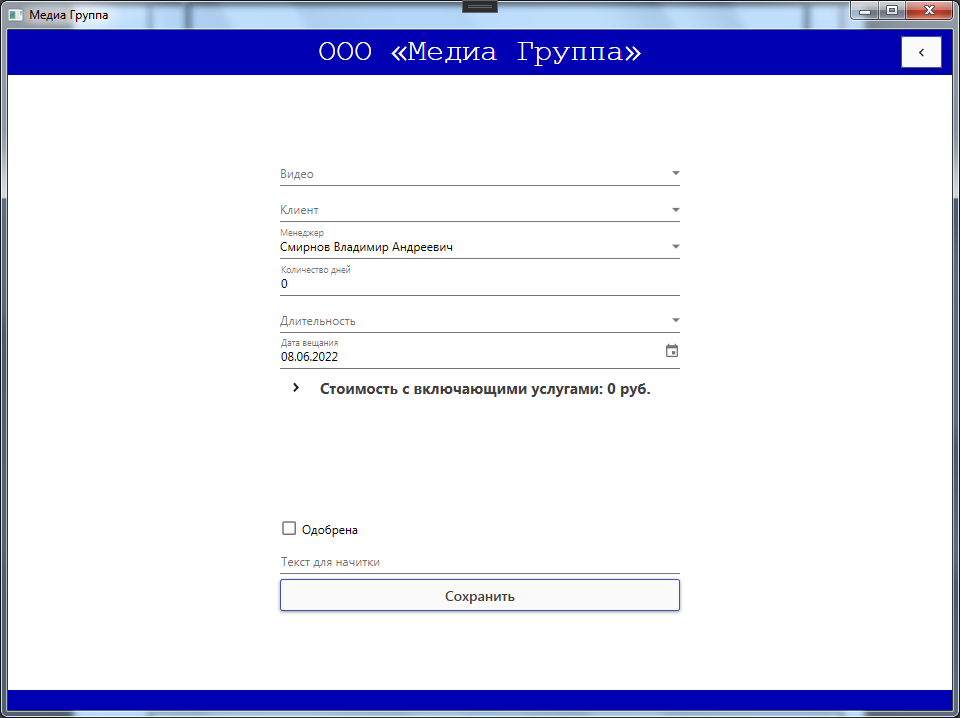 Медиа Группа
ООО «Медиа Группа»
Видео
Клиент
Менеджер
Смирнов Владимир Андреевич
Количество дней
0
Длительность
Дата вещания
08.06.2022
Стоимость с включающими услугами: 0 руб.
Одобрена
Текст для начитки
Сохранить